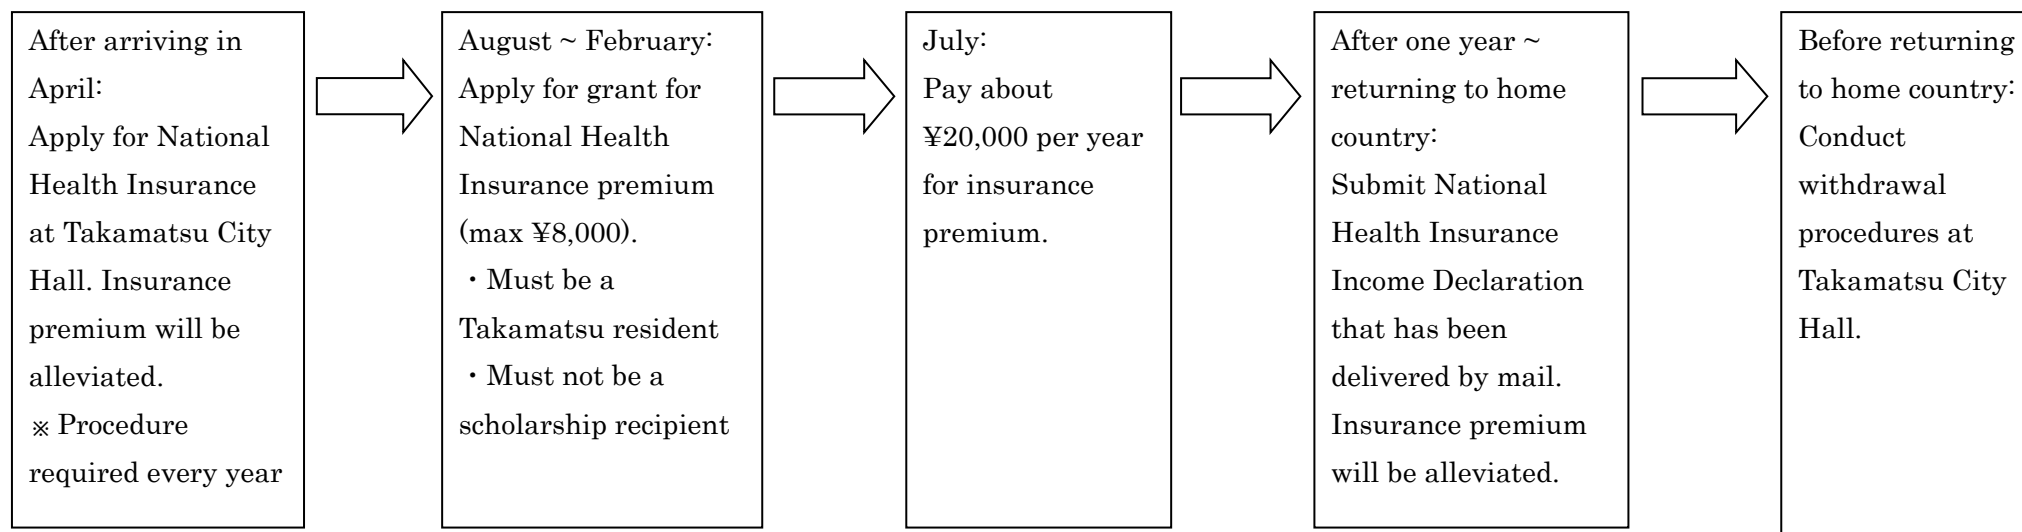 After arriving in
April:
Apply for National
Health Insurance
at Takamatsu City
Hall. Insurance
premium will be
alleviated.
※ Procedure
required every year
August ~ February:
Apply for grant for
National Health
Insurance premium
(max ¥8,000).
・Must be a
Takamatsu resident
・Must not be a
scholarship recipient
July:
Pay about
¥20,000 per year
for insurance
premium.
After one year ~
returning to home
country:
Submit National
Health Insurance
Income Declaration
that has been
delivered by mail.
Insurance premium
will be alleviated.
Before returning
to home country:
Conduct
withdrawal
procedures at
Takamatsu City
Hall.